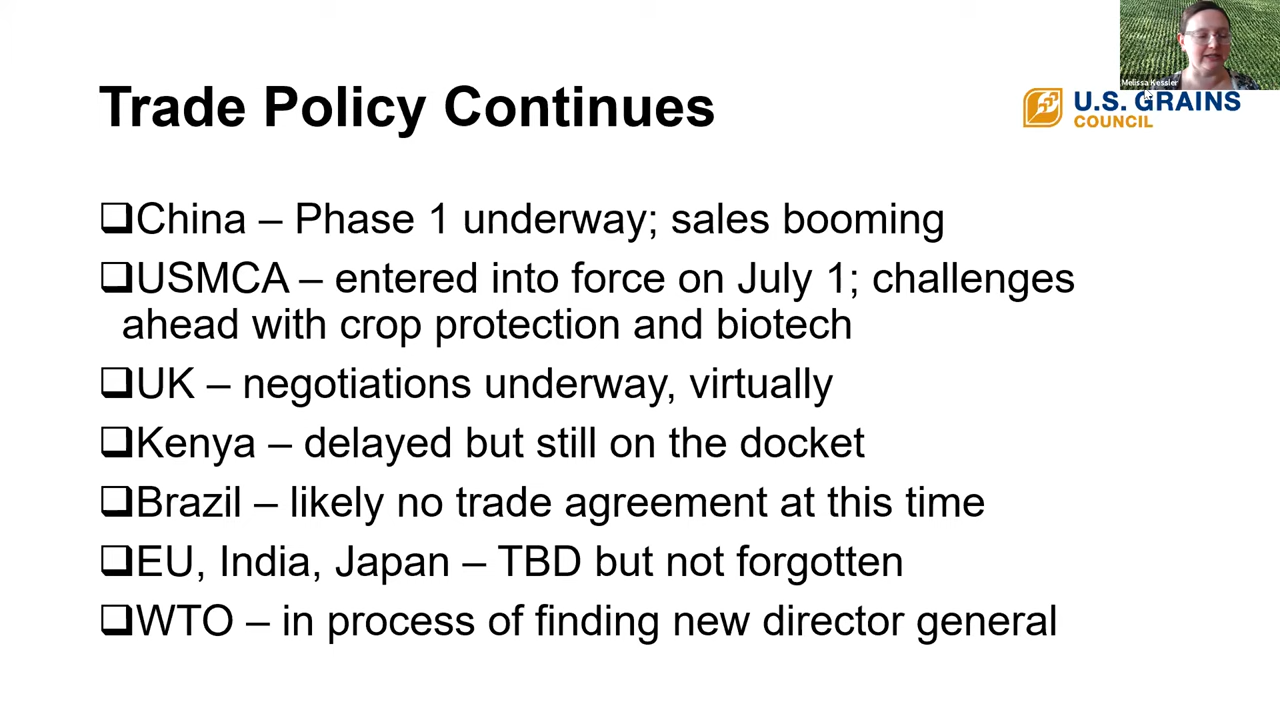 Melissa Kessler
Trade Policy Continues
U.S. GRAINS
COUNCIL
❑China – Phase 1 underway; sales booming
❑USMCA – entered into force on July 1; challenges
ahead with crop protection and biotech
❑UK – negotiations underway, virtually
❑Kenya – delayed but still on the docket
❑Brazil – likely no trade agreement at this time
❑EU, India, Japan – TBD but not forgotten
❑WTO – in process of finding new director general